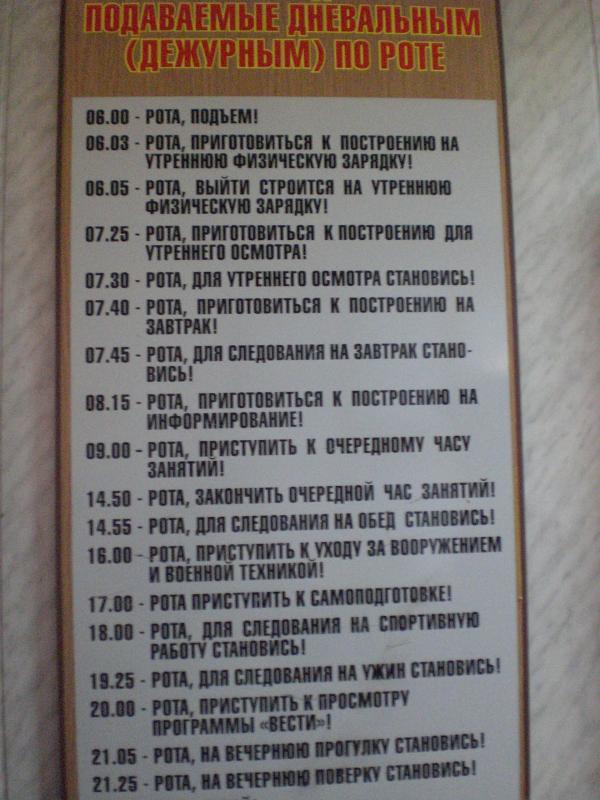 ПОДАВАЕМЫЕ ДНЕВАЛЬНЫМ
(ДЕЖУРНЫМ) ПО РОТЕ
06.00 - РОТА, ПОДЪЕМ!
06.03 - РОТА, ПРИГОТОВИТЬСЯ К ПОСТРОЕНИЮ НА
УТРЕННЮЮ ФИЗИЧЕСКУЮ ЗАРЯДКУ!
06.05 - РОТА, ВЫЙТИ СТРОИТСЯ НА УТРЕННЮЮ
ФИЗИЧЕСКУЮ ЗАРЯДКУ!
07.25 - РОТА, ПРИГОТОВИТЬСЯ К ПОСТРОЕНИЮ ДЛЯ
УТРЕННЕГО ОСМОТРА!
07.30 - РОТА, ДЛЯ УТРЕННЕГО ОСМОТРА СТАНОВИСЬ!
07.40 - РОТА, ПРИГОТОВИТЬСЯ К ПОСТРОЕНИЮ НА
ЗАВТРАК!
07.45 - РОТА, ДЛЯ СЛЕДОВАНИЯ НА ЗАВТРАК СТАНО-
ВИСЬ!
08.15 - РОТА, ПРИГОТОВИТЬСЯ К ПОСТРОЕНИЮ НА
ИНФОРМИРОВАНИЕ!
09.00 - РОТА, ПРИСТУПИТЬ К ОЧЕРЕДНОМУ ЧАСУ
ЗАНЯТИЙ!
14.50 - РОТА, ЗАКОНЧИТЬ ОЧЕРЕДНОЙ ЧАС ЗАНЯТИЙ!
14.55 - РОТА, ДЛЯ СЛЕДОВАНИЯ НА ОБЕД СТАНОВИСЬ!
16.00 - РОТА, ПРИСТУПИТЬ К УХОДУ ЗА ВООРУЖЕНИЕМ
И ВОЕННОЙ ТЕХНИКОЙ!
17.00 - РОТА ПРИСТУПИТЬ К САМОПОДГОТОВКЕ!
18.00 - РОТА, ДЛЯ СЛЕДОВАНИЯ НА СПОРТИВНУЮ
РАБОТУ СТАНОВИСЬ!
19.25 - РОТА, ДЛЯ СЛЕДОВАНИЯ НА УЖИН СТАНОВИСЬ!
20.00 - РОТА, ПРИСТУПИТЬ К ПРОСМОТРУ
ПРОГРАММЫ «ВЕСТИ»!
21.05 - РОТА, НА ВЕЧЕРНЮЮ ПРОГУЛКУ СТАНОВИСЬ!
21.25 - РОТА, НА ВЕЧЕРНЮЮ ПОВЕРКУ СТАНОВИСЬ!